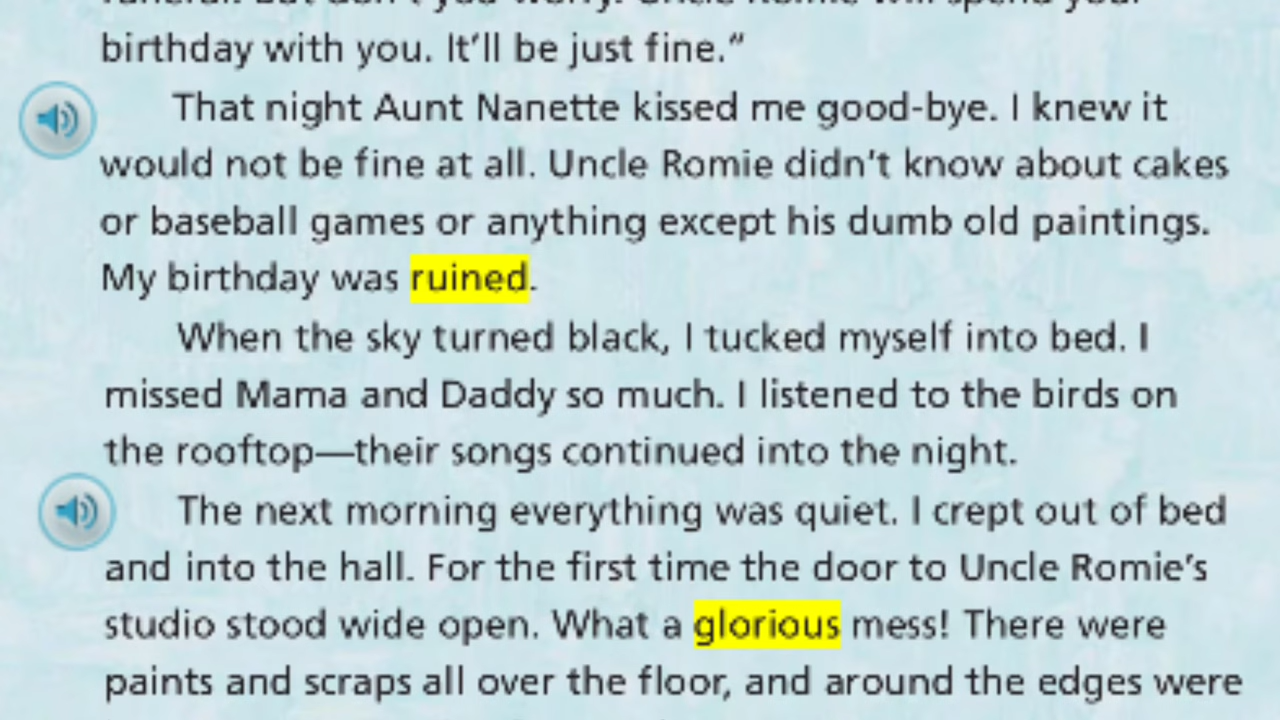 birthday with you. It’ll be just fine.”
That night Aunt Nanette kissed me good-bye. I knew it
would not be fine at all. Uncle Romie didn’t know about cakes
or baseball games or anything except his dumb old paintings.
My birthday was ruined.
When the sky turned black, I tucked myself into bed. I
missed Mama and Daddy so much. I listened to the birds on
the rooftop—their songs continued into the night.
The next morning everything was quiet. I crept out of bed
and into the hall. For the first time the door to Uncle Romie’s
studio stood wide open. What a glorious mess! There were
paints and scraps all over the floor, and around the edges were